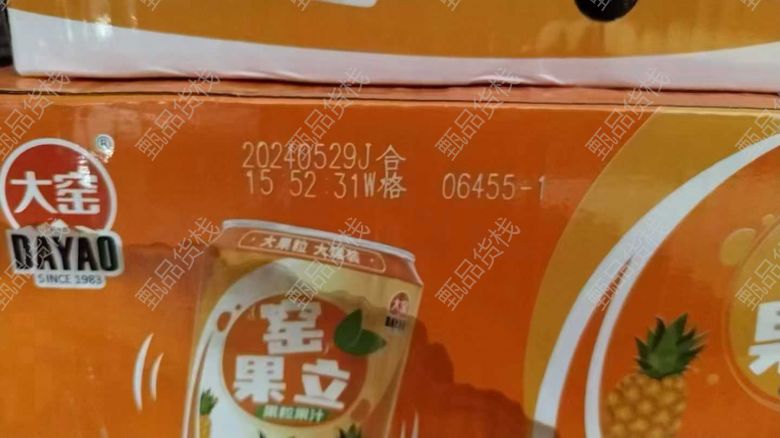 20240529J合
15 52:31W格 06455-1
大窑
®
DAYAO
SINCE 1983
大果粒 大满足
大窑
DAYAO
窑
果立
果粒果汁
果
甄品货栈